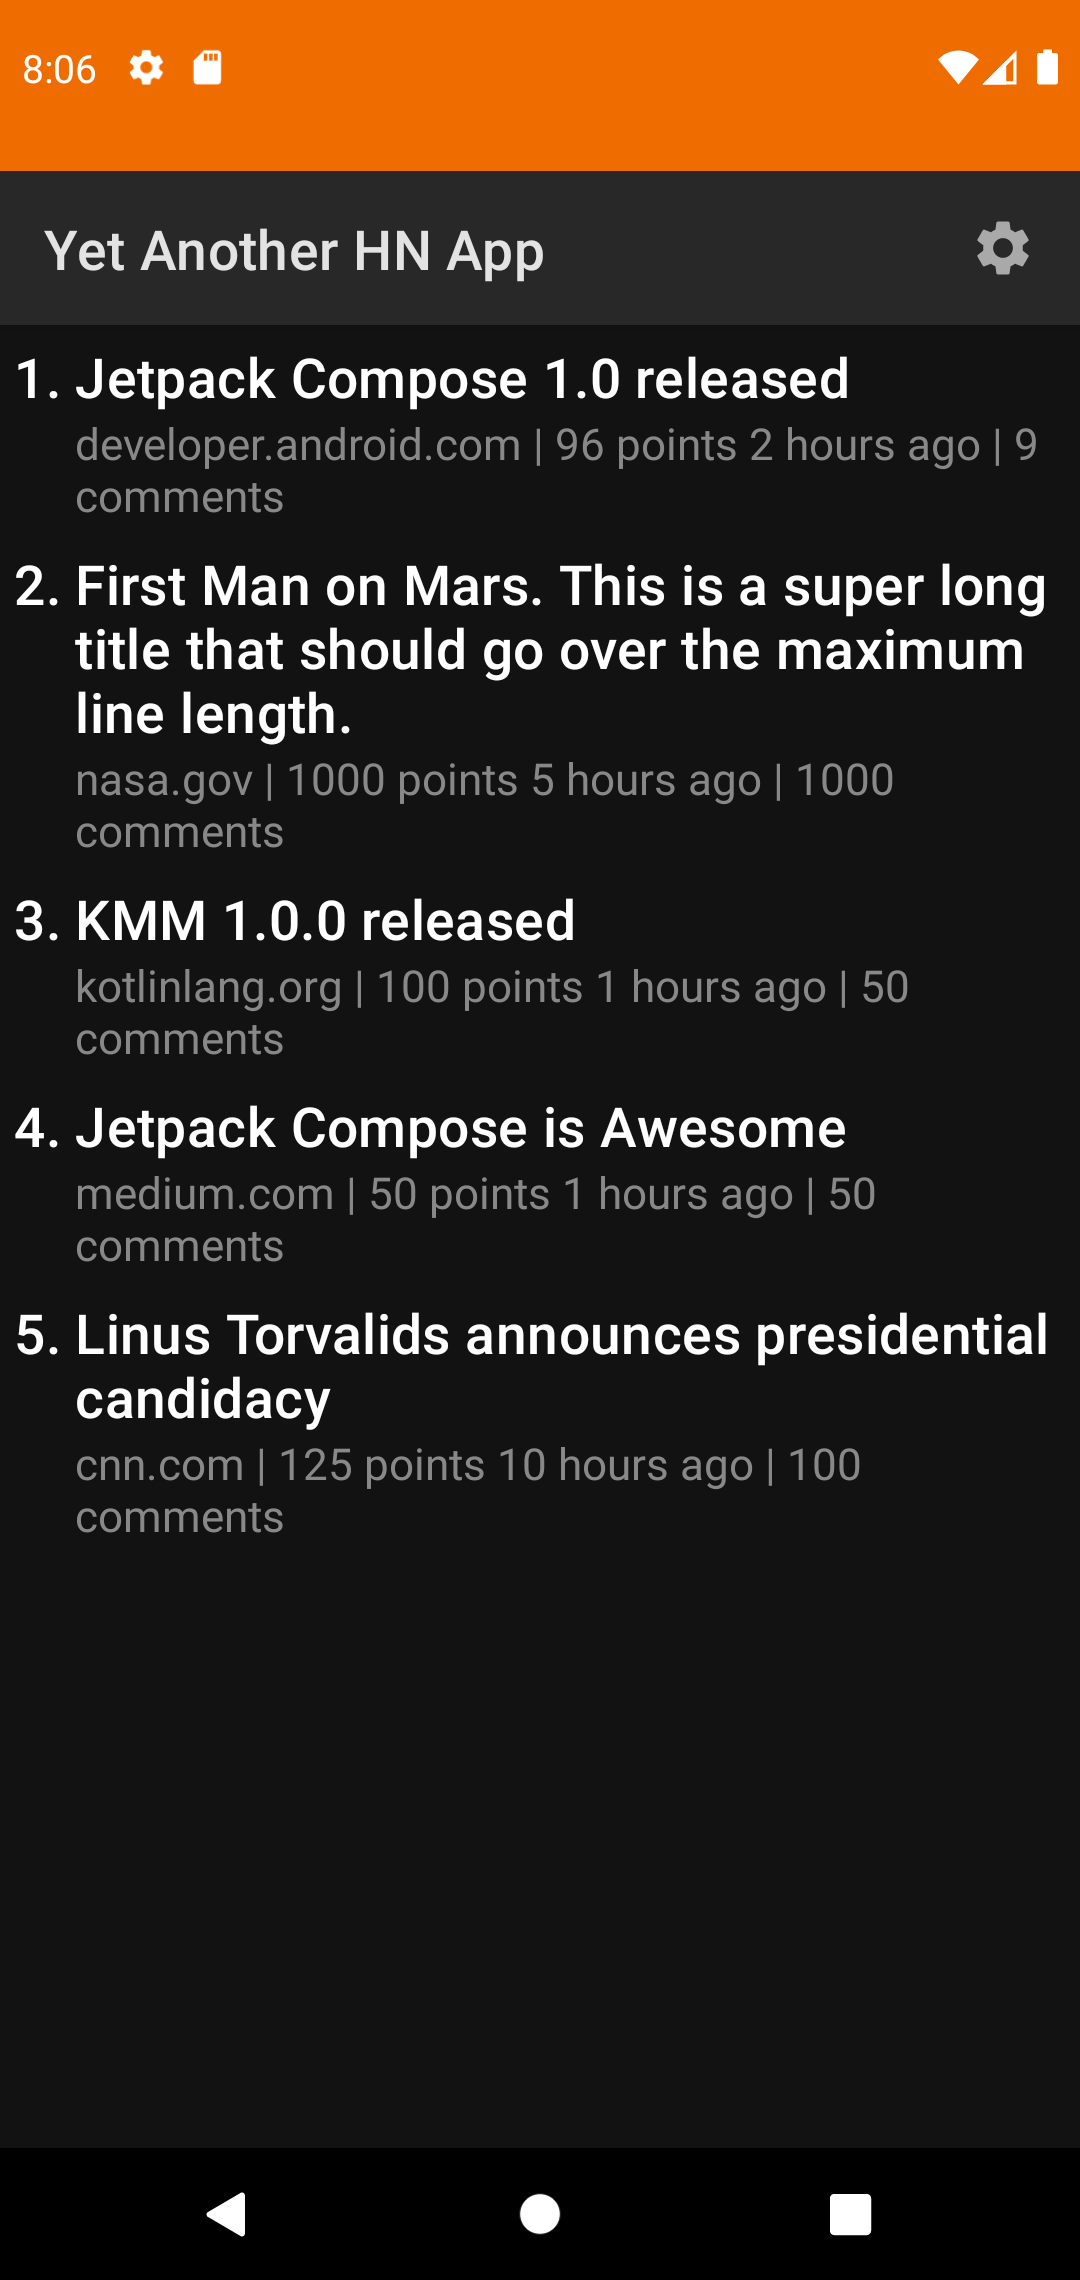 8:06
Yet Another HN App
1. Jetpack Compose 1.0 released
developer.android.com | 96 points 2 hours ago | 9
comments
2. First Man on Mars. This is a super long
title that should go over the maximum
line length.
nasa.gov | 1000 points 5 hours ago | 1000
comments
3. KMM 1.0.0 released
kotlinlang.org | 100 points 1 hours ago | 50
comments
4. Jetpack Compose is Awesome
medium.com | 50 points 1 hours ago | 50
comments
5. Linus Torvalids announces presidential
candidacy
cnn.com | 125 points 10 hours ago | 100
comments